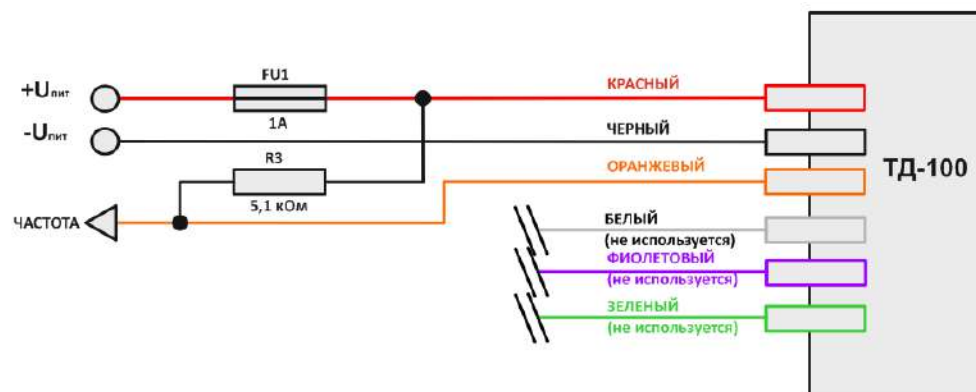 FU1
КРАСНЫЙ
+Uпит
1А
ЧЕРНЫЙ
-Uпит
R3
ОРАНЖЕВЫЙ
ТД-100
5,1 кОм
ЧАСТОТА
БЕЛЫЙ
(не используется)
ФИОЛЕТОВЫЙ
(не используется)
ЗЕЛЕНЫЙ
(не используется)